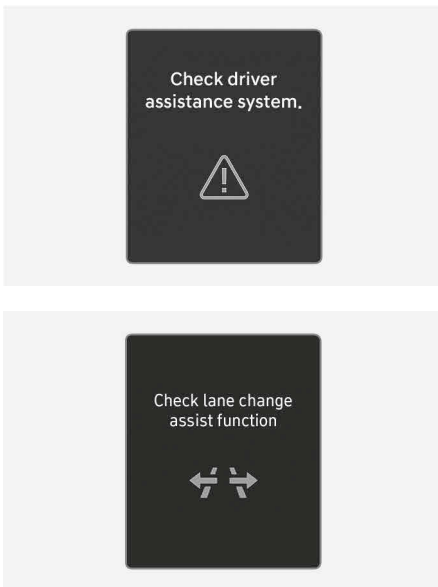 Check driver
assistance system.
Check lane change
assist function